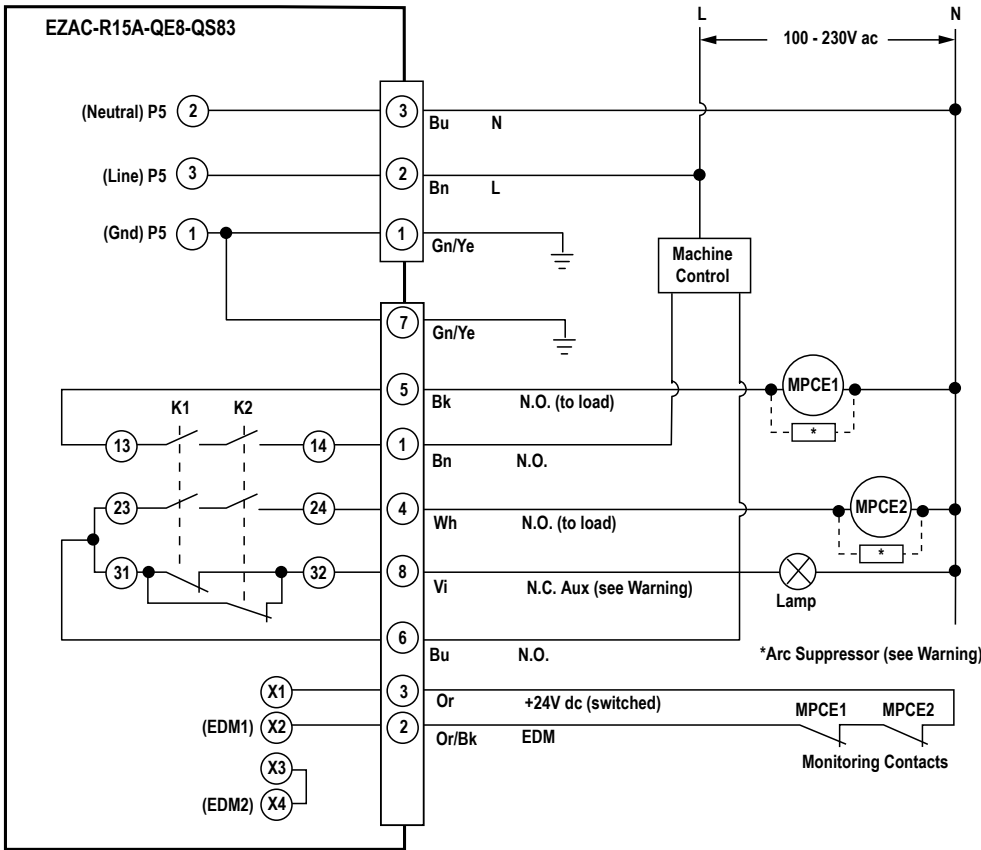 EZAC-R15A-QE8-QS83
L
N
100 - 230V ac
(Neutral) P5 2
3
Bu N
(Line) P5 3
2
Bn L
(Gnd) P5 1
1
Gn/Ye
Machine
Control
7
Gn/Ye
5
Bk N.O. (to load)
MPCE1
*
K1 K2
13 14
1
Bn N.O.
23 24
4
Wh N.O. (to load)
MPCE2
*
31 32
8
Vi N.C. Aux (see Warning)
Lamp
6
Bu N.O.
*Arc Suppressor (see Warning)
X1
3
Or +24V dc (switched)
MPCE1 MPCE2
(EDM1) X2
2
Or/Bk EDM
Monitoring Contacts
X3
(EDM2) X4